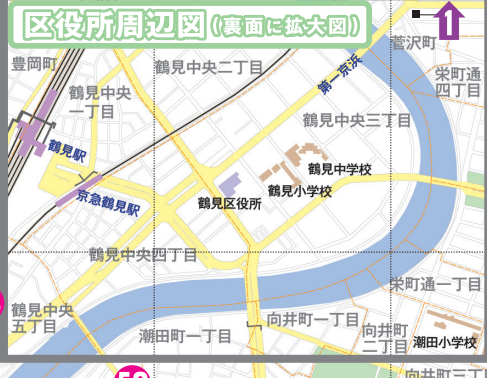 区役所周辺図(裏面に拡大図)
1
菅沢町
豊岡町
鶴見中央二丁目
第一京浜
栄町通
四丁目
鶴見中央
一丁目
鶴見中央三丁目
鶴見駅
鶴見中学校
鶴見小学校
京急鶴見駅
鶴見区役所
鶴見中央四丁目
栄町通一丁目
鶴見中央
五丁目
潮田町一丁目
向井町一丁目
向井町
二丁目
潮田小学校